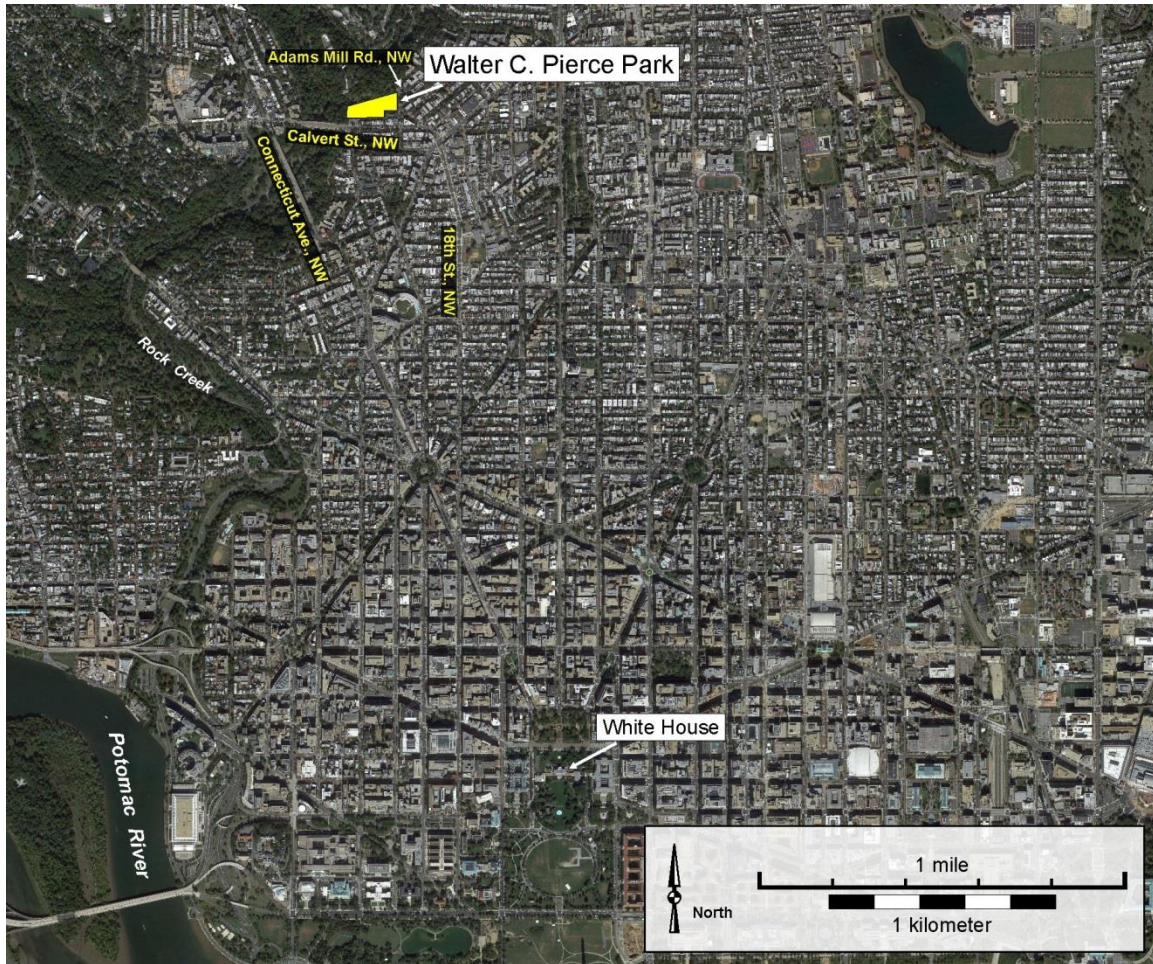 Adams Mill Rd., NW
Walter C. Pierce Park
Calvert St., NW
Connecticut Ave., NW
18th St., NW
Rock Creek
White House
Potomac River
1 mile
North
1 kilometer